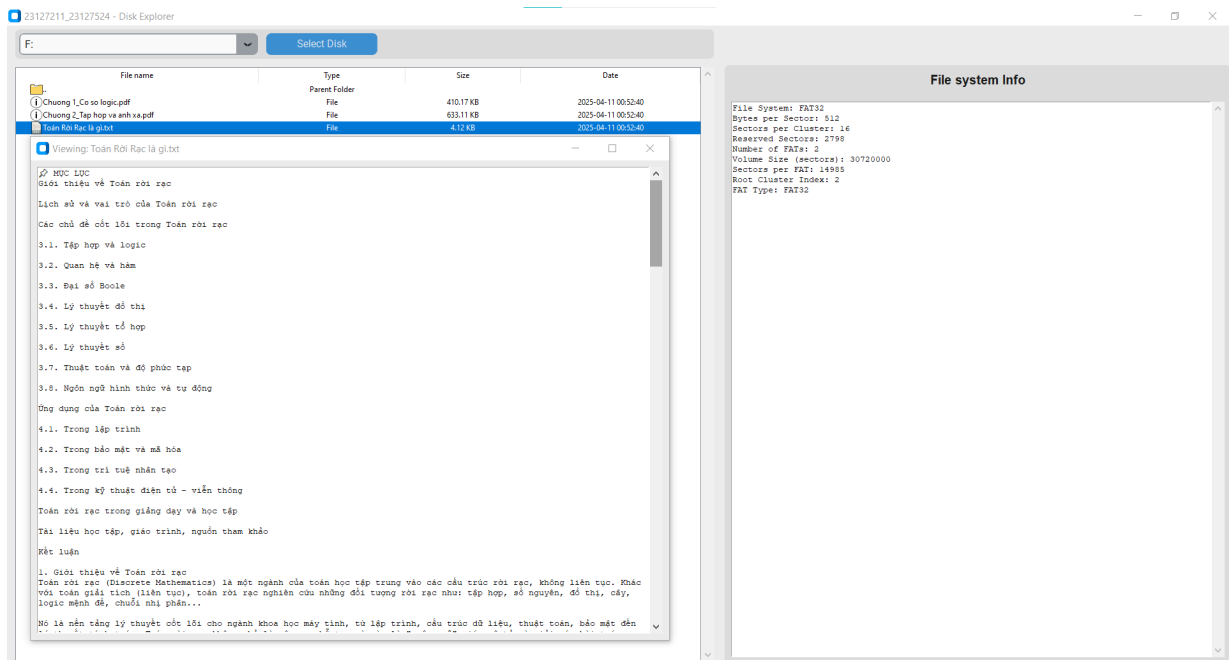 23127211_23127524 - Disk Explorer
F:
Select Disk
File name Type Size Date
.. Parent Folder
Chuong 1_Co so logic.pdf File 410.17 KB 2025-04-11 00:52:40
Chuong 2_Tap hop va anh xa.pdf File 633.11 KB 2025-04-11 00:52:40
Toán Rời Rạc là gì.txt File 4.12 KB 2025-04-11 00:52:40
Viewing: Toán Rời Rạc là gì.txt
MỤC LỤC
Giới thiệu về Toán rời rạc
Lịch sử và vai trò của Toán rời rạc
Các chủ đề cốt lõi trong Toán rời rạc
3.1. Tập hợp và logic
3.2. Quan hệ và hàm
3.3. Đại số Boole
3.4. Lý thuyết đồ thị
3.5. Lý thuyết tổ hợp
3.6. Lý thuyết số
3.7. Thuật toán và độ phức tạp
3.8. Ngôn ngữ hình thức và tự động
Ứng dụng của Toán rời rạc
4.1. Trong lập trình
4.2. Trong bảo mật và mã hóa
4.3. Trong trí tuệ nhân tạo
4.4. Trong kỹ thuật điện tử - viễn thông
Toán rời rạc trong giảng dạy và học tập
Tài liệu học tập, giáo trình, nguồn tham khảo
Kết luận
1. Giới thiệu về Toán rời rạc
Toán rời rạc (Discrete Mathematics) là một ngành của toán học tập trung vào các cấu trúc rời rạc, không liên tục. Khác
với toán giải tích (liên tục), toán rời rạc nghiên cứu những đối tượng rời rạc như: tập hợp, số nguyên, đồ thị, cây,
logic mệnh đề, chuỗi nhị phân...
Nó là nền tảng lý thuyết cốt lõi cho ngành khoa học máy tính, từ lập trình, cấu trúc dữ liệu, thuật toán, bảo mật đến
File system Info
File System: FAT32
Bytes per Sector: 512
Sectors per Cluster: 16
Reserved Sectors: 2798
Number of FATs: 2
Volume Size (sectors): 30720000
Sectors per FAT: 14985
Root Cluster Index: 2
FAT Type: FAT32